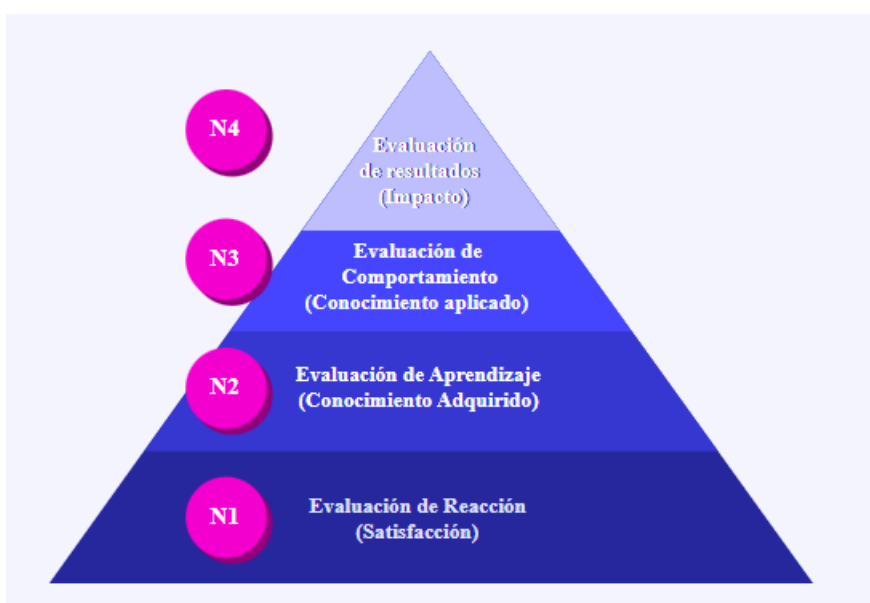 N4
Evaluación
de resultados
(Impacto)
N3
Evaluación de
Comportamiento
(Conocimiento aplicado)
N2
Evaluación de Aprendizaje
(Conocimiento Adquirido)
N1
Evaluación de Reacción
(Satisfacción)